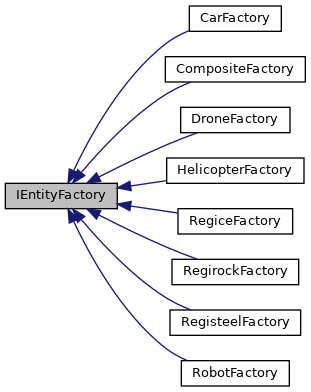 CarFactory
CompositeFactory
DroneFactory
HelicopterFactory
IEntityFactory
RegiceFactory
RegirockFactory
RegisteelFactory
RobotFactory